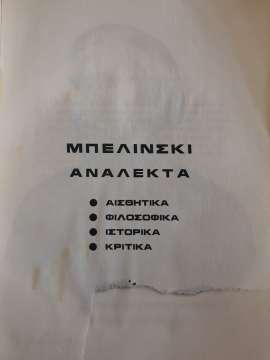 ΜΠΕΛΙΝΣΚΙ
ΑΝΑΛΕΚΤΑ
● ΑΙΣΘΗΤΙΚΑ
● ΦΙΛΟΣΟΦΙΚΑ
● ΙΣΤΟΡΙΚΑ
● ΚΡΙΤΙΚΑ